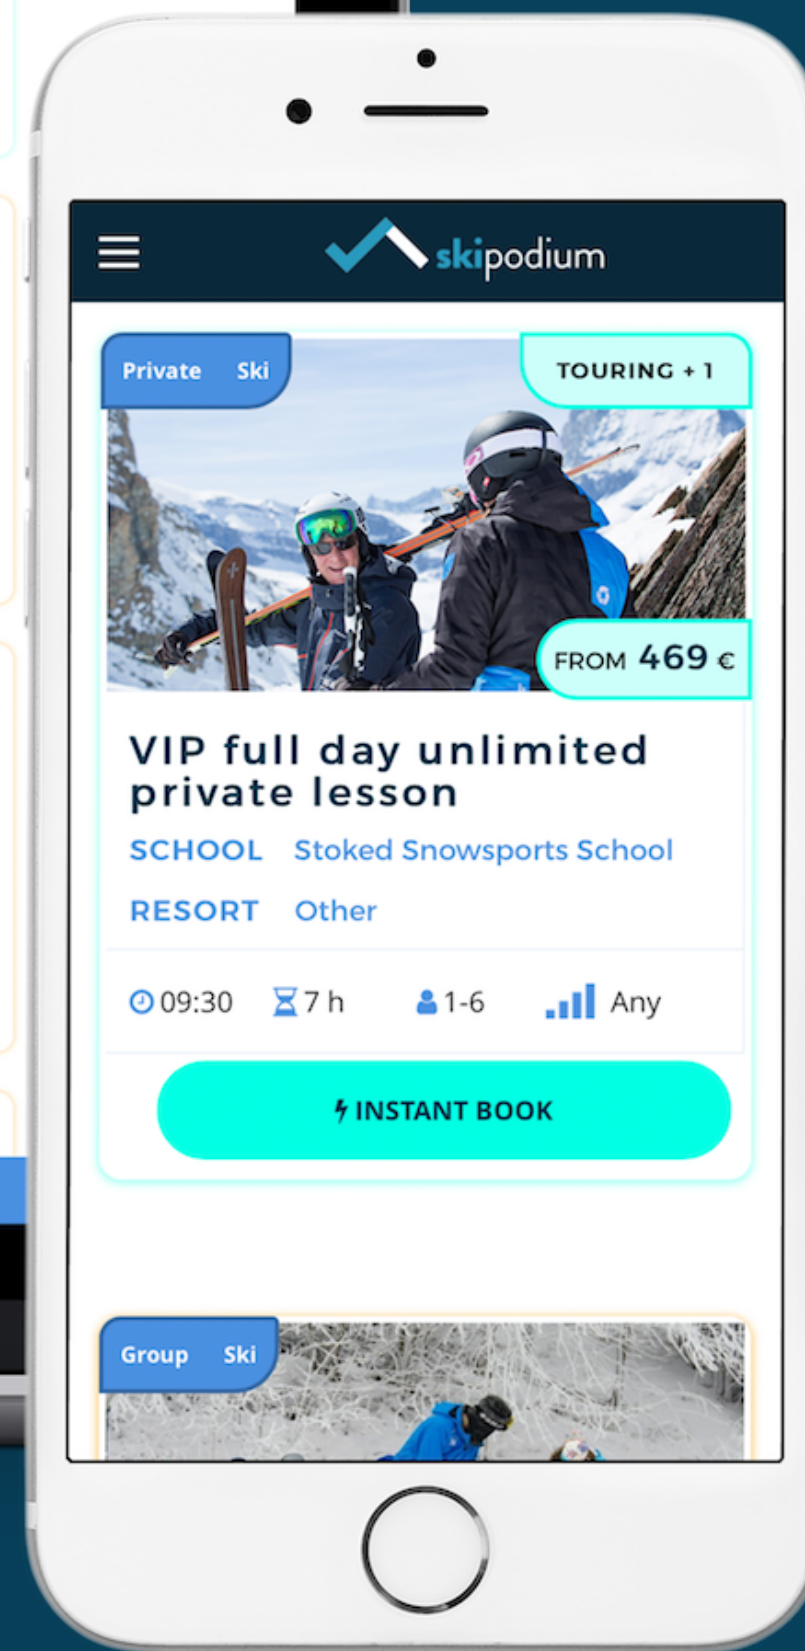 skipodium
Private Ski
TOURING + 1
FROM 469 €
VIP full day unlimited
private lesson
SCHOOL Stoked Snowsports School
RESORT Other
09:30 7 h 1-6 Any
INSTANT BOOK
Group Ski